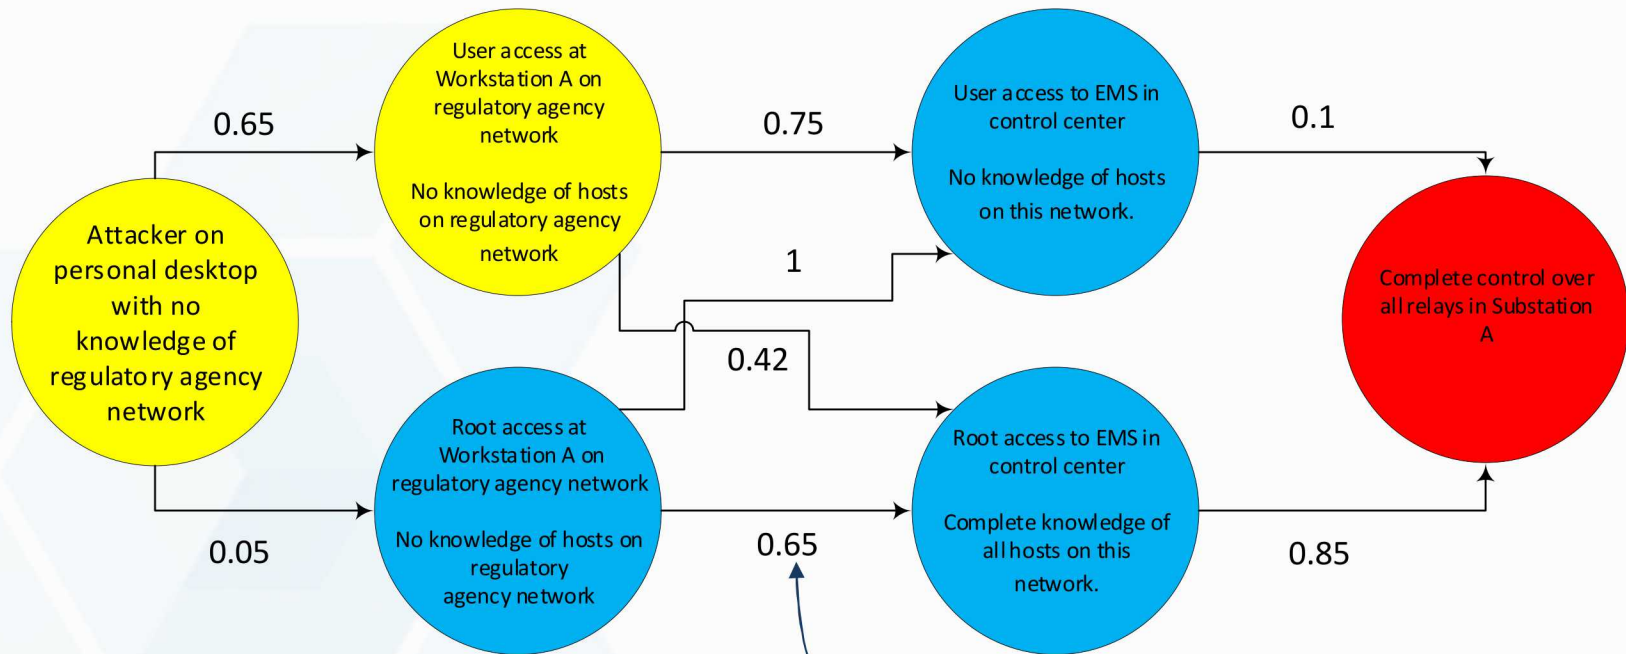 Attacker on
personal desktop
with no
knowledge of
regulatory agency
network
0.65
0.05
User access at
Workstation A on
regulatory agency
network
No knowledge of hosts
on regulatory agency
network
Root access at
Workstation A on
regulatory agency network
No knowledge of hosts on
regulatory
agency network
0.75
1
0.42
0.65
User access to EMS in
control center
No knowledge of hosts
on this network.
Root access to EMS in
control center
Complete knowledge of
all hosts on this
network.
0.1
0.85
Complete control over
all relays in Substation
A